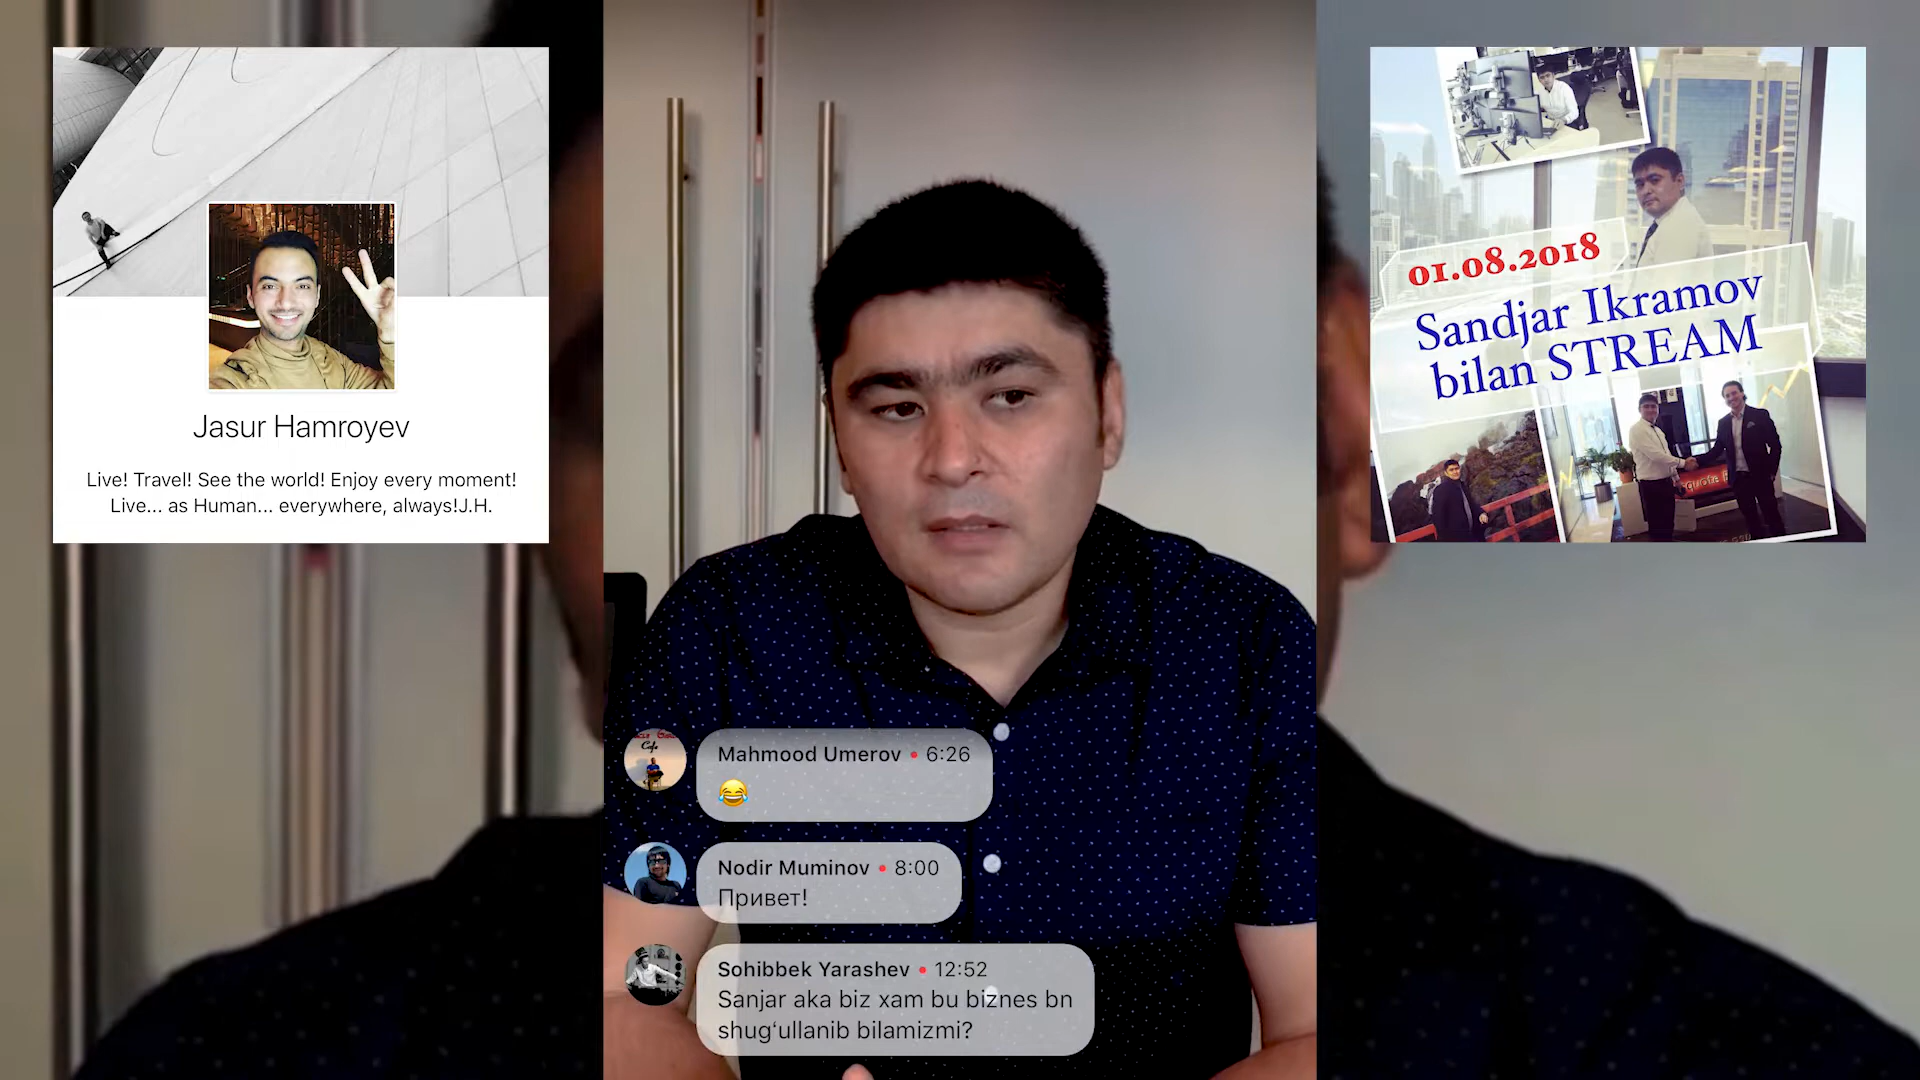 Jasur Hamroyev
Live! Travel! See the world! Enjoy every moment!
Live... as Human... everywhere, always!J.H.
01.08.2018
Sandjar Ikramov
bilan STREAM
Mahmood Umerov • 6:26
😂
Nodir Muminov • 8:00
Привет!
Sohibbek Yarashev • 12:52
Sanjar aka biz xam bu biznes bn
shug‘ullanib bilamizmi?